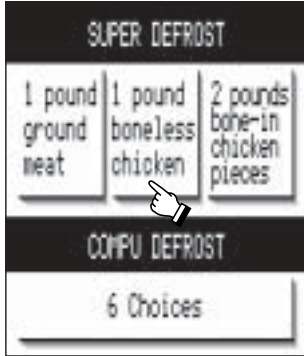 SUPER DEFROST
1 pound
ground
meat
1 pound
boneless
chicken
2 pounds
bone-in
chicken
pieces
COMPU DEFROST
6 Choices